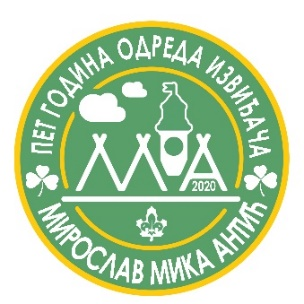 ПЕТ ГОДИНА ОДРЕДА ИЗВИЂАЧА
МА
2020
МИРОСЛАВ МИКА АНТИЋ